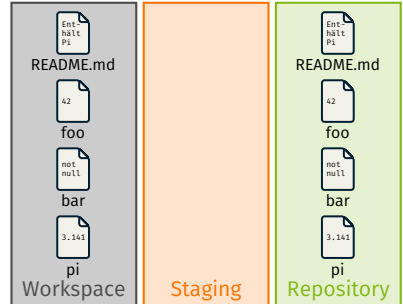 Ent-
hält
Pi
README.md
42
foo
not
null
bar
3.141
pi
Workspace
Staging
Ent-
hält
Pi
README.md
42
foo
not
null
bar
3.141
pi
Repository